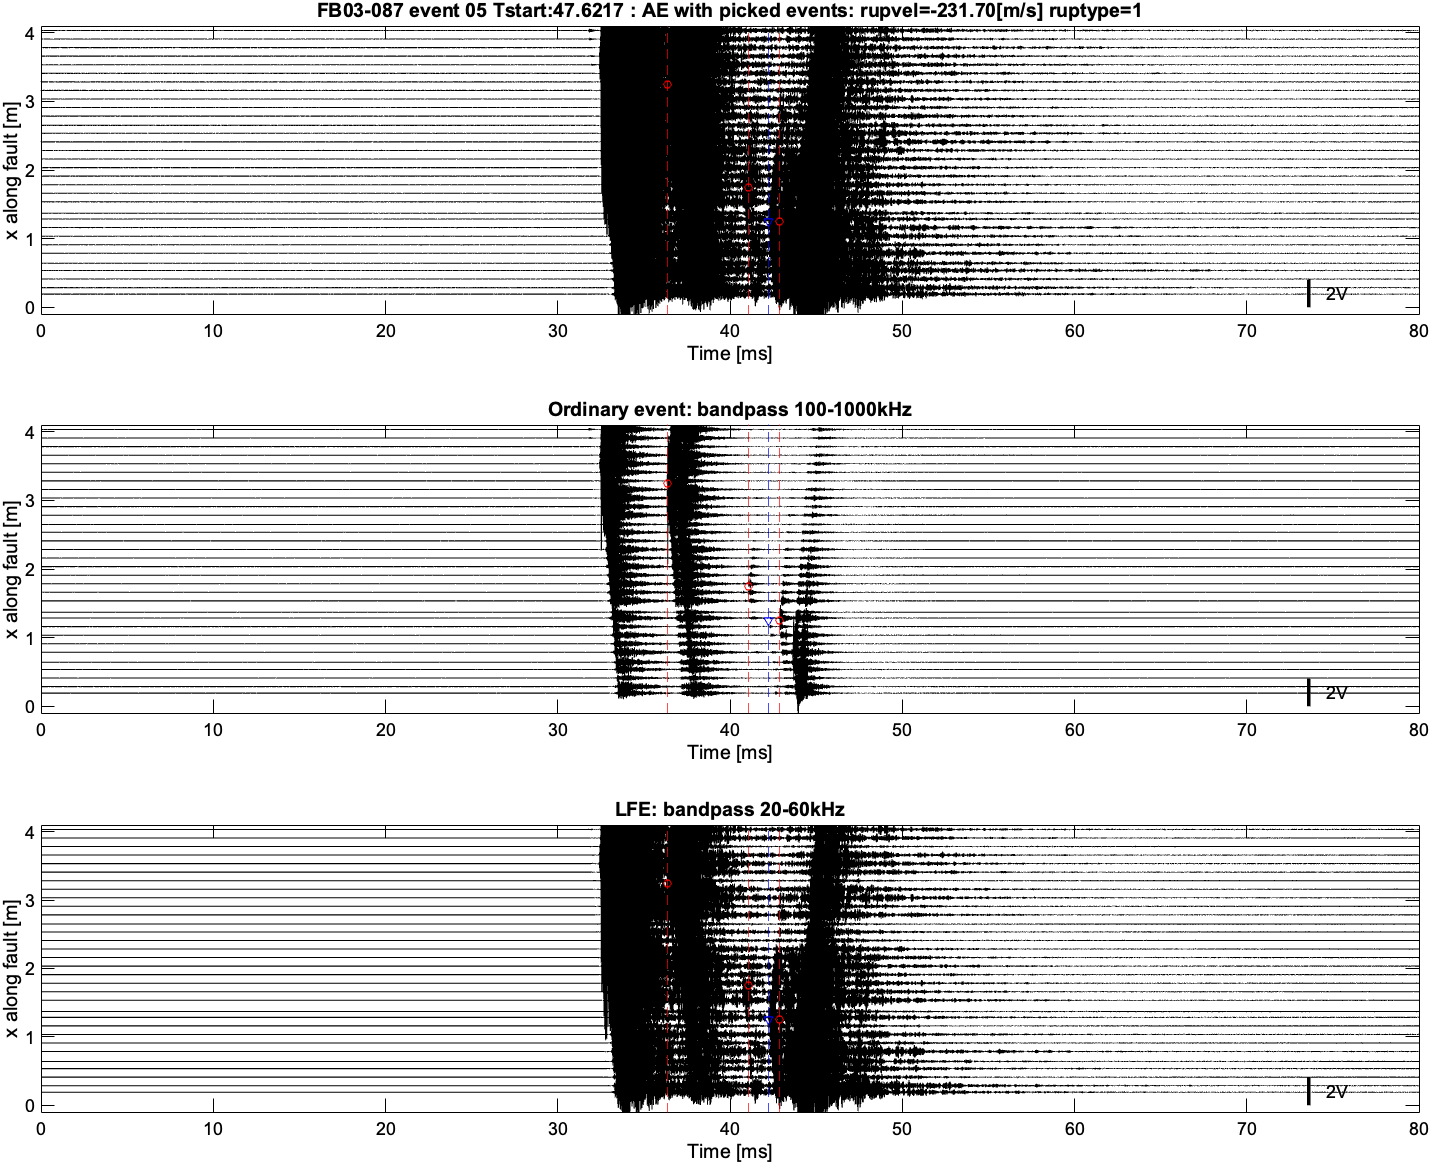 FB03-087 event 05 Tstart:47.6217 : AE with picked events: rupvel=-231.70[m/s] ruptype=1
4
3
2
1
0
x along fault [m]
2V
0 10 20 30 40 50 60 70 80
Time [ms]
Ordinary event: bandpass 100-1000kHz
4
3
2
1
0
x along fault [m]
2V
0 10 20 30 40 50 60 70 80
Time [ms]
LFE: bandpass 20-60kHz
4
3
2
1
0
x along fault [m]
2V
0 10 20 30 40 50 60 70 80
Time [ms]